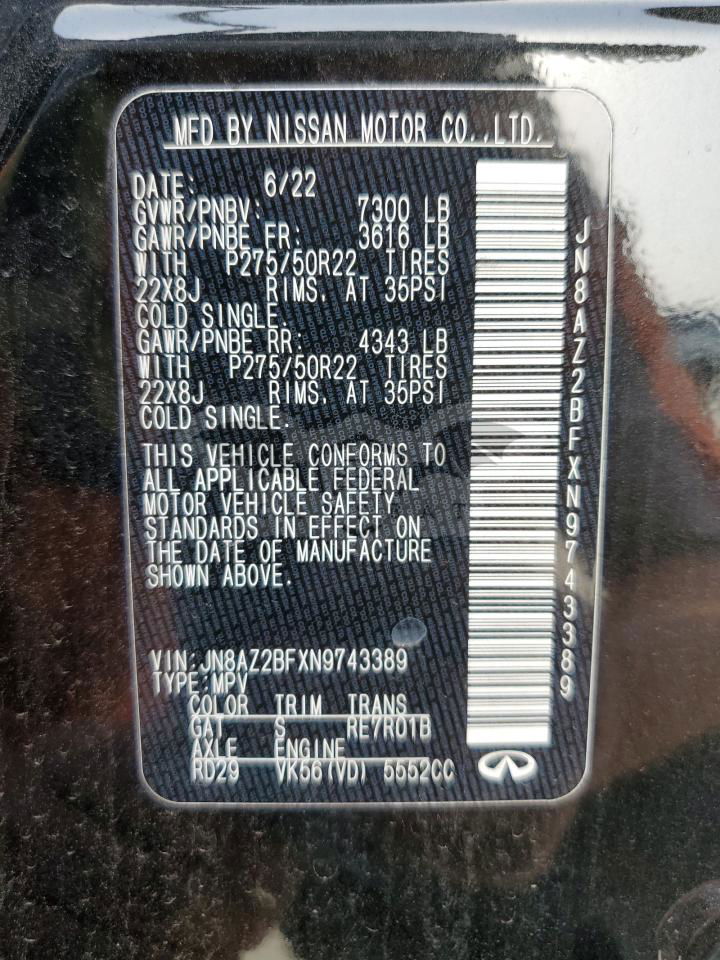 MFD BY NISSAN MOTOR CO.,LTD.
DATE: 6/22
GVWR/PNBV: 7300 LB
GAWR/PNBE FR: 3616 LB
WITH P275/50R22 TIRES
22X8J RIMS, AT 35PSI
COLD SINGLE.
GAWR/PNBE RR: 4343 LB
WITH P275/50R22 TIRES
22X8J RIMS, AT 35PSI
COLD SINGLE.
THIS VEHICLE CONFORMS TO
ALL APPLICABLE FEDERAL
MOTOR VEHICLE SAFETY
STANDARDS IN EFFECT ON
THE DATE OF MANUFACTURE
SHOWN ABOVE.
VIN:JN8AZ2BFXN9743389
TYPE:MPV
COLOR TRIM TRANS
GAT S RE7R01B
AXLE ENGINE
RD29 VK56(VD) 5552CC
JN8AZ2BFXN9743389